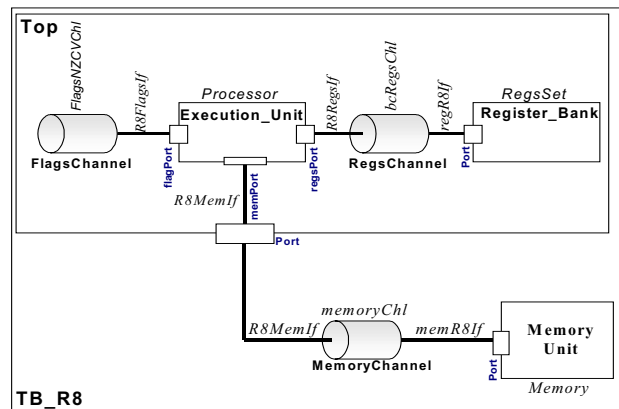 Top
FlagsNZCVChl
R8FlagsIf
Processor
Execution_Unit
R8RegsIf
bcRegsChl
regR8If
RegsSet
Register_Bank
FlagsChannel
flagPort
memPort
regsPort
RegsChannel
Port
R8MemIf
Port
memoryChl
R8MemIf
memR8If
MemoryChannel
Port
Memory
Unit
Memory
TB_R8